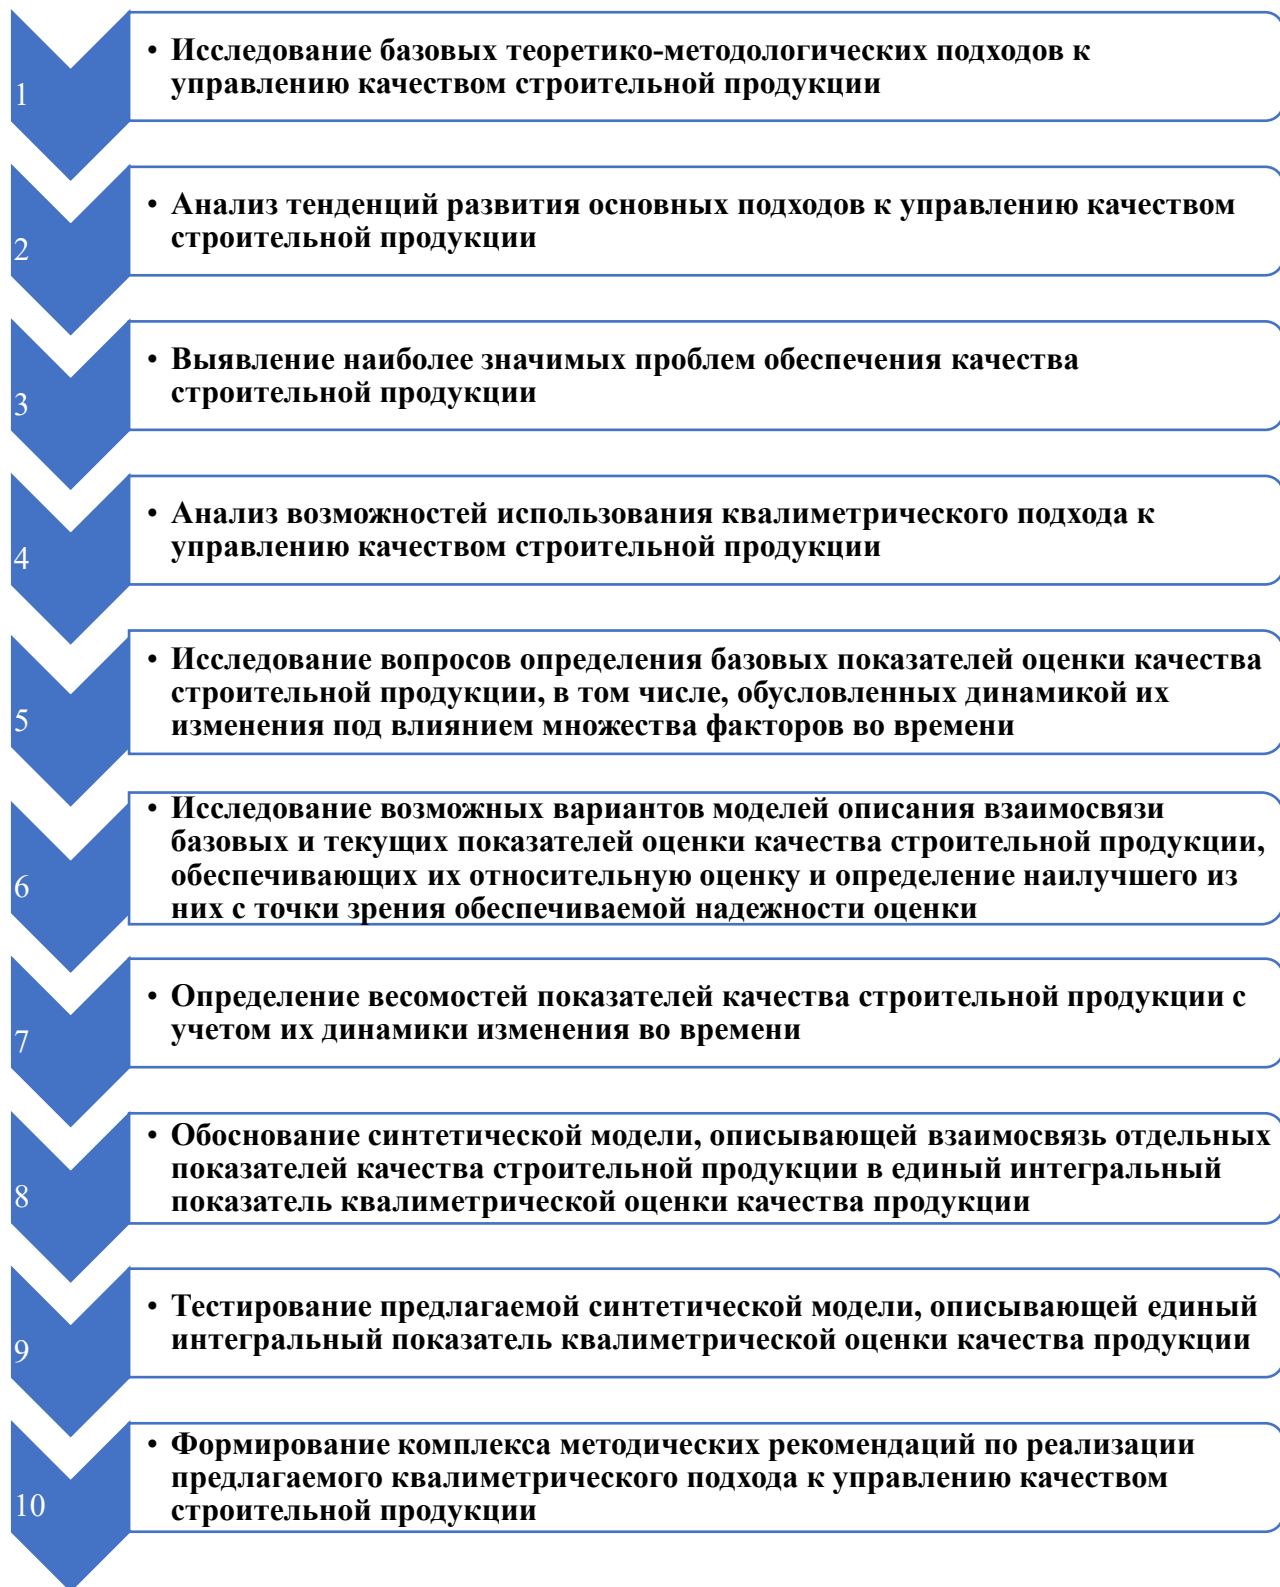 1
• Исследование базовых теоретико-методологических подходов к
управлению качеством строительной продукции
2
• Анализ тенденций развития основных подходов к управлению качеством
строительной продукции
3
• Выявление наиболее значимых проблем обеспечения качества
строительной продукции
4
• Анализ возможностей использования квалиметрического подхода к
управлению качеством строительной продукции
5
• Исследование вопросов определения базовых показателей оценки качества
строительной продукции, в том числе, обусловленных динамикой их
изменения под влиянием множества факторов во времени
6
• Исследование возможных вариантов моделей описания взаимосвязи
базовых и текущих показателей оценки качества строительной продукции,
обеспечивающих их относительную оценку и определение наилучшего из
них с точки зрения обеспечиваемой надежности оценки
7
• Определение весомостей показателей качества строительной продукции с
учетом их динамики изменения во времени
8
• Обоснование синтетической модели, описывающей взаимосвязь отдельных
показателей качества строительной продукции в единый интегральный
показатель квалиметрической оценки качества продукции
9
• Тестирование предлагаемой синтетической модели, описывающей единый
интегральный показатель квалиметрической оценки качества продукции
10
• Формирование комплекса методических рекомендаций по реализации
предлагаемого квалиметрического подхода к управлению качеством
строительной продукции